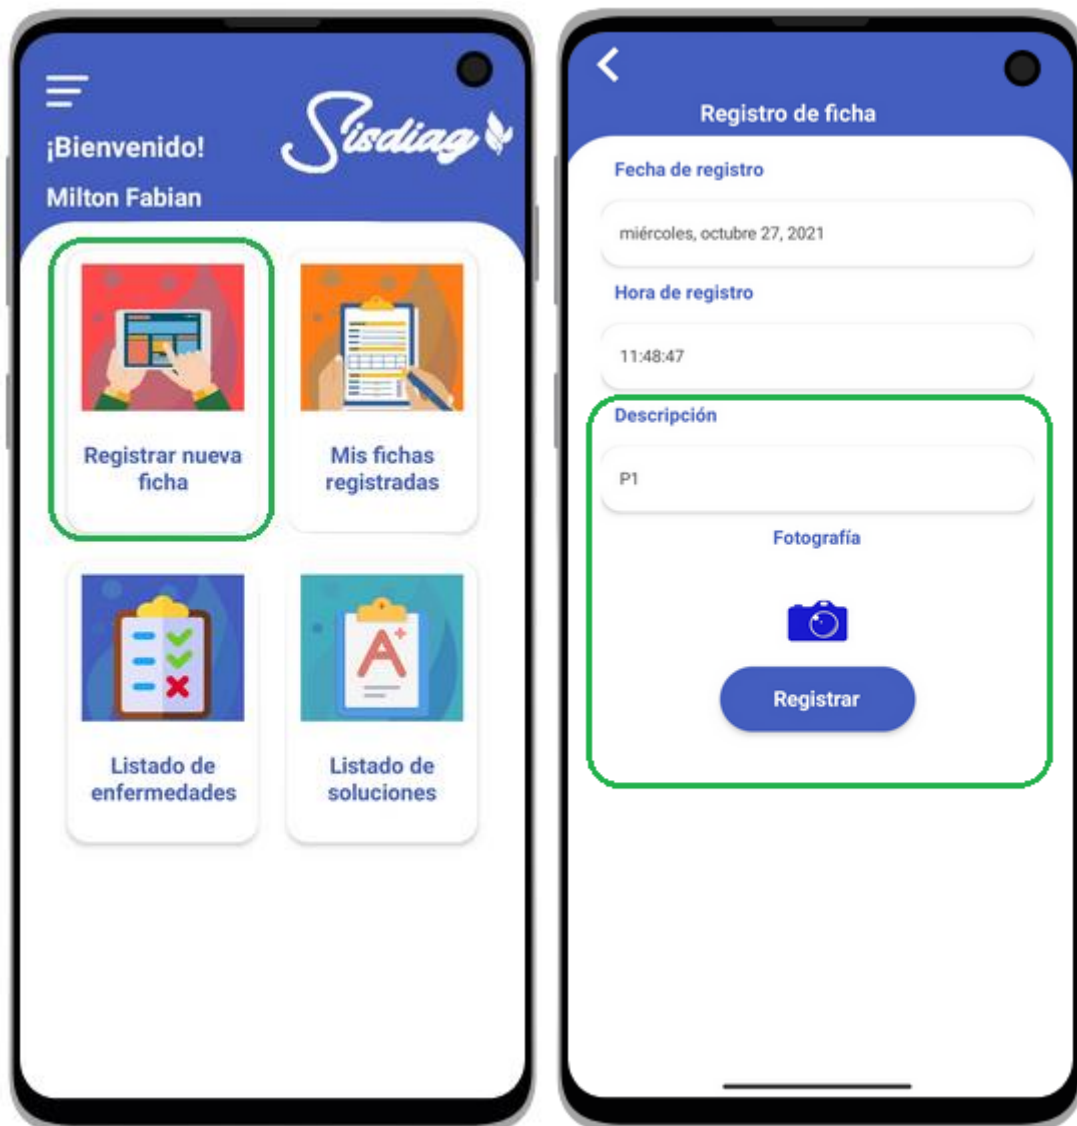 ¡Bienvenido!
Sisdiag
Milton Fabian
Registrar nueva
ficha
Mis fichas
registradas
A+
Listado de
enfermedades
Listado de
soluciones
Registro de ficha
Fecha de registro
miércoles, octubre 27, 2021
Hora de registro
11:48:47
Descripción
P1
Fotografía
Registrar